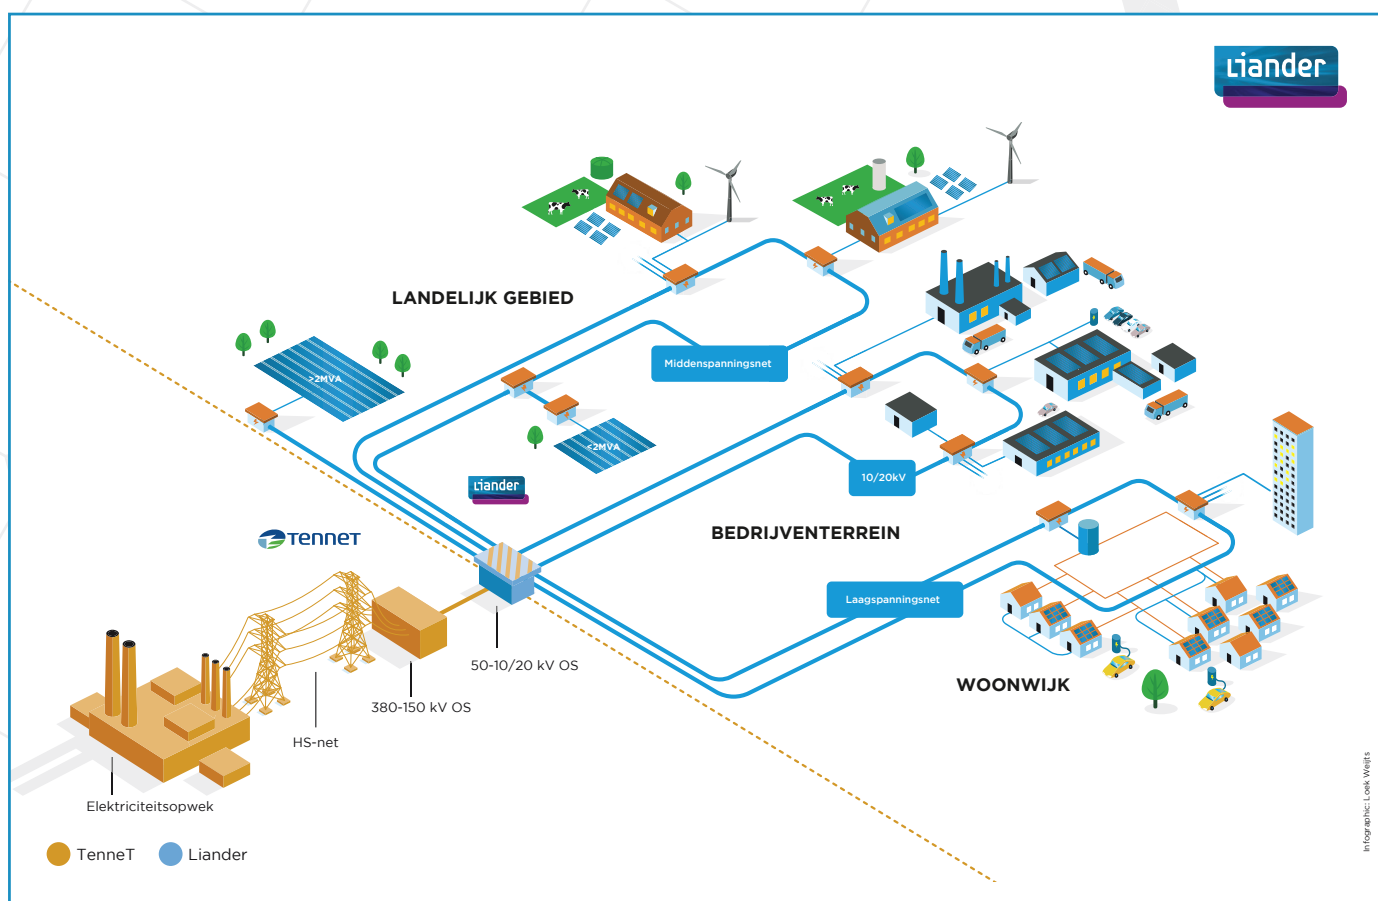 Liander
LANDELIJK GEBIED
Middenspanningsnet
>2MVA
<2MVA
Liander
10/20kV
BEDRIJVENTERREIN
TENNET
Laagspanningsnet
50-10/20 kV OS
WOONWIJK
380-150 kV OS
HS-net
Elektriciteitsopwek
TenneT
Liander
Infographic: Loek Weijts